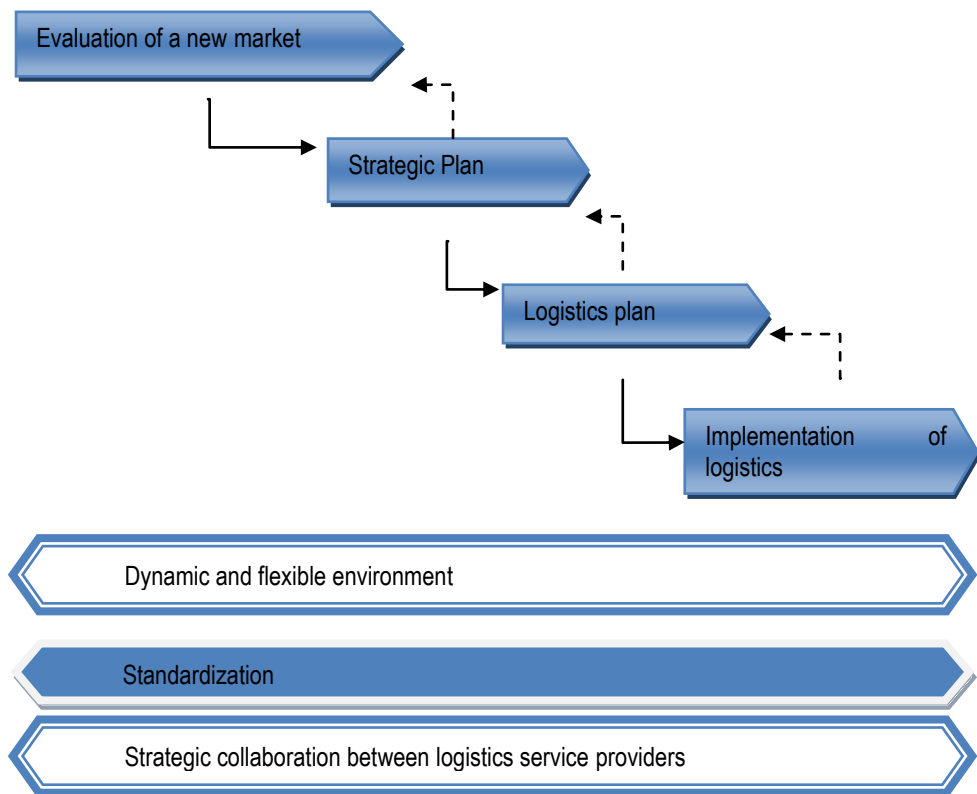 Evaluation of a new market
Strategic Plan
Logistics plan
Implementation of
logistics
Dynamic and flexible environment
Standardization
Strategic collaboration between logistics service providers